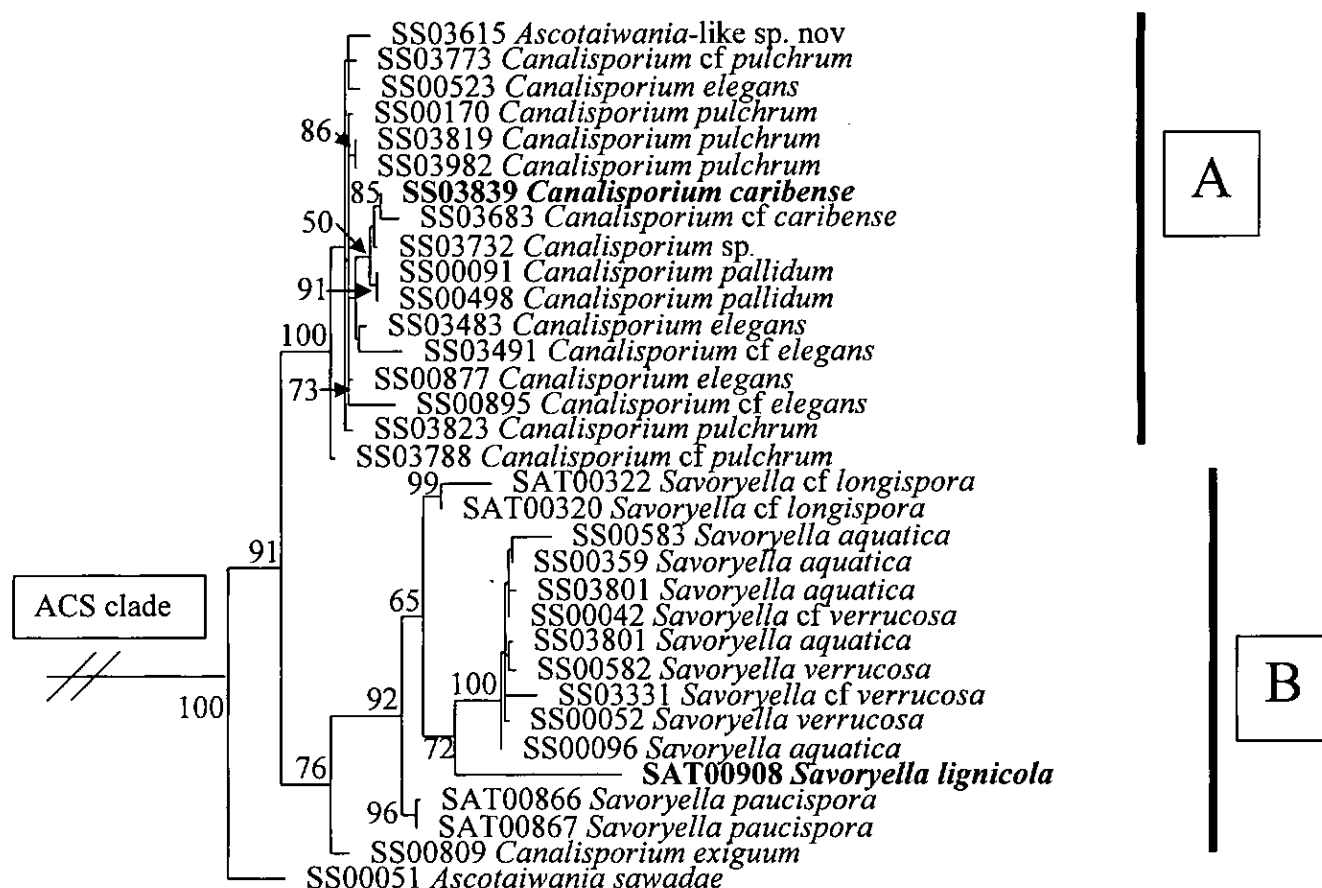 SS03615 Ascotaiwania-like sp. nov
SS03773 Canalisporium cf pulchrum
SS00523 Canalisporium elegans
SS00170 Canalisporium pulchrum
86
SS03819 Canalisporium pulchrum
SS03982 Canalisporium pulchrum
A
85
SS03839 Canalisporium caribense
SS03683 Canalisporium cf caribense
50
SS03732 Canalisporium sp.
SS00091 Canalisporium pallidum
91
SS00498 Canalisporium pallidum
SS03483 Canalisporium elegans
100
SS03491 Canalisporium cf elegans
SS00877 Canalisporium elegans
73
SS00895 Canalisporium cf elegans
SS03823 Canalisporium pulchrum
SS03788 Canalisporium cf pulchrum
99
SAT00322 Savoryella cf longispora
SAT00320 Savoryella cf longispora
SS00583 Savoryella aquatica
91
SS00359 Savoryella aquatica
ACS clade
SS03801 Savoryella aquatica
65
SS00042 Savoryella cf verrucosa
SS03801 Savoryella aquatica
SS00582 Savoryella verrucosa
100
SS03331 Savoryella cf verrucosa
B
92
100
SS00052 Savoryella verrucosa
72
SS00096 Savoryella aquatica
76
SAT00908 Savoryella lignicola
SAT00866 Savoryella paucispora
96
SAT00867 Savoryella paucispora
SS00809 Canalisporium exiguum
SS00051 Ascotaiwania sawadae